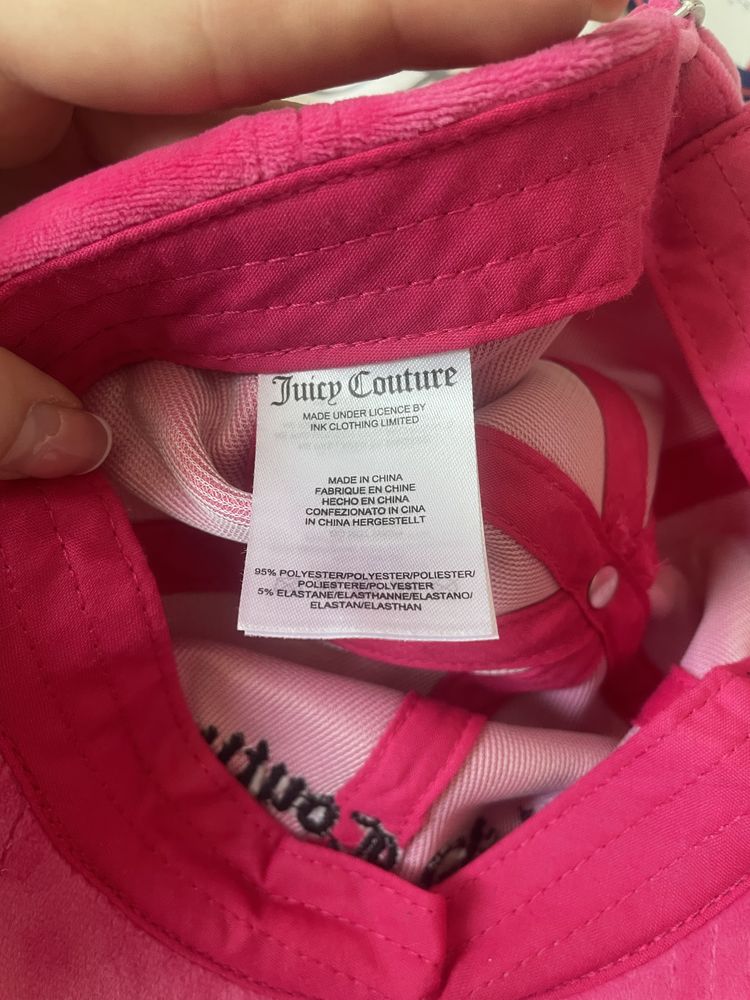 Juicy Couture
MADE UNDER LICENCE BY
INK CLOTHING LIMITED
MADE IN CHINA
FABRIQUE EN CHINE
HECHO EN CHINA
CONFEZIONATO IN CINA
IN CHINA HERGESTELLT
95% POLYESTER/POLYESTER/POLIESTER/
POLIESTERE/POLYESTER
5% ELASTANE/ELASTHANNE/ELASTANO/
ELASTAN/ELASTHAN